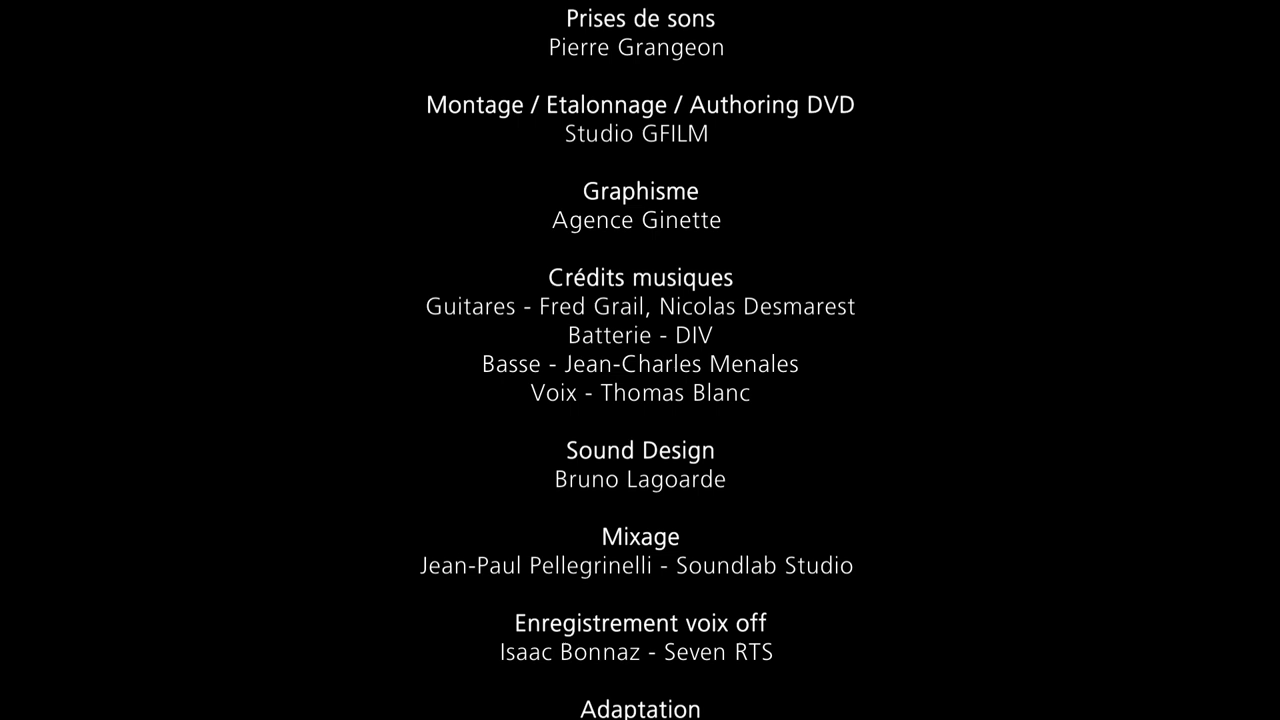 Prises de sons
Pierre Grangeon
Montage / Etalonnage / Authoring DVD
Studio GFILM
Graphisme
Agence Ginette
Crédits musiques
Guitares - Fred Grail, Nicolas Desmarest
Batterie - DIV
Basse - Jean-Charles Menales
Voix - Thomas Blanc
Sound Design
Bruno Lagoarde
Mixage
Jean-Paul Pellegrinelli - Soundlab Studio
Enregistrement voix off
Isaac Bonnaz - Seven RTS
Adaptation